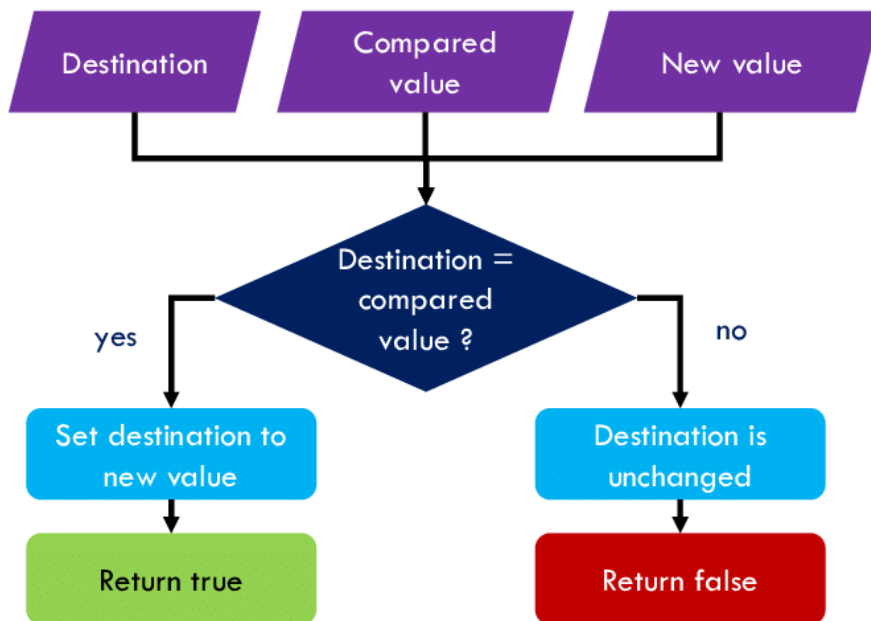 Destination
Compared
value
New value
Destination =
compared
value ?
yes
no
Set destination to
new value
Destination is
unchanged
Return true
Return false